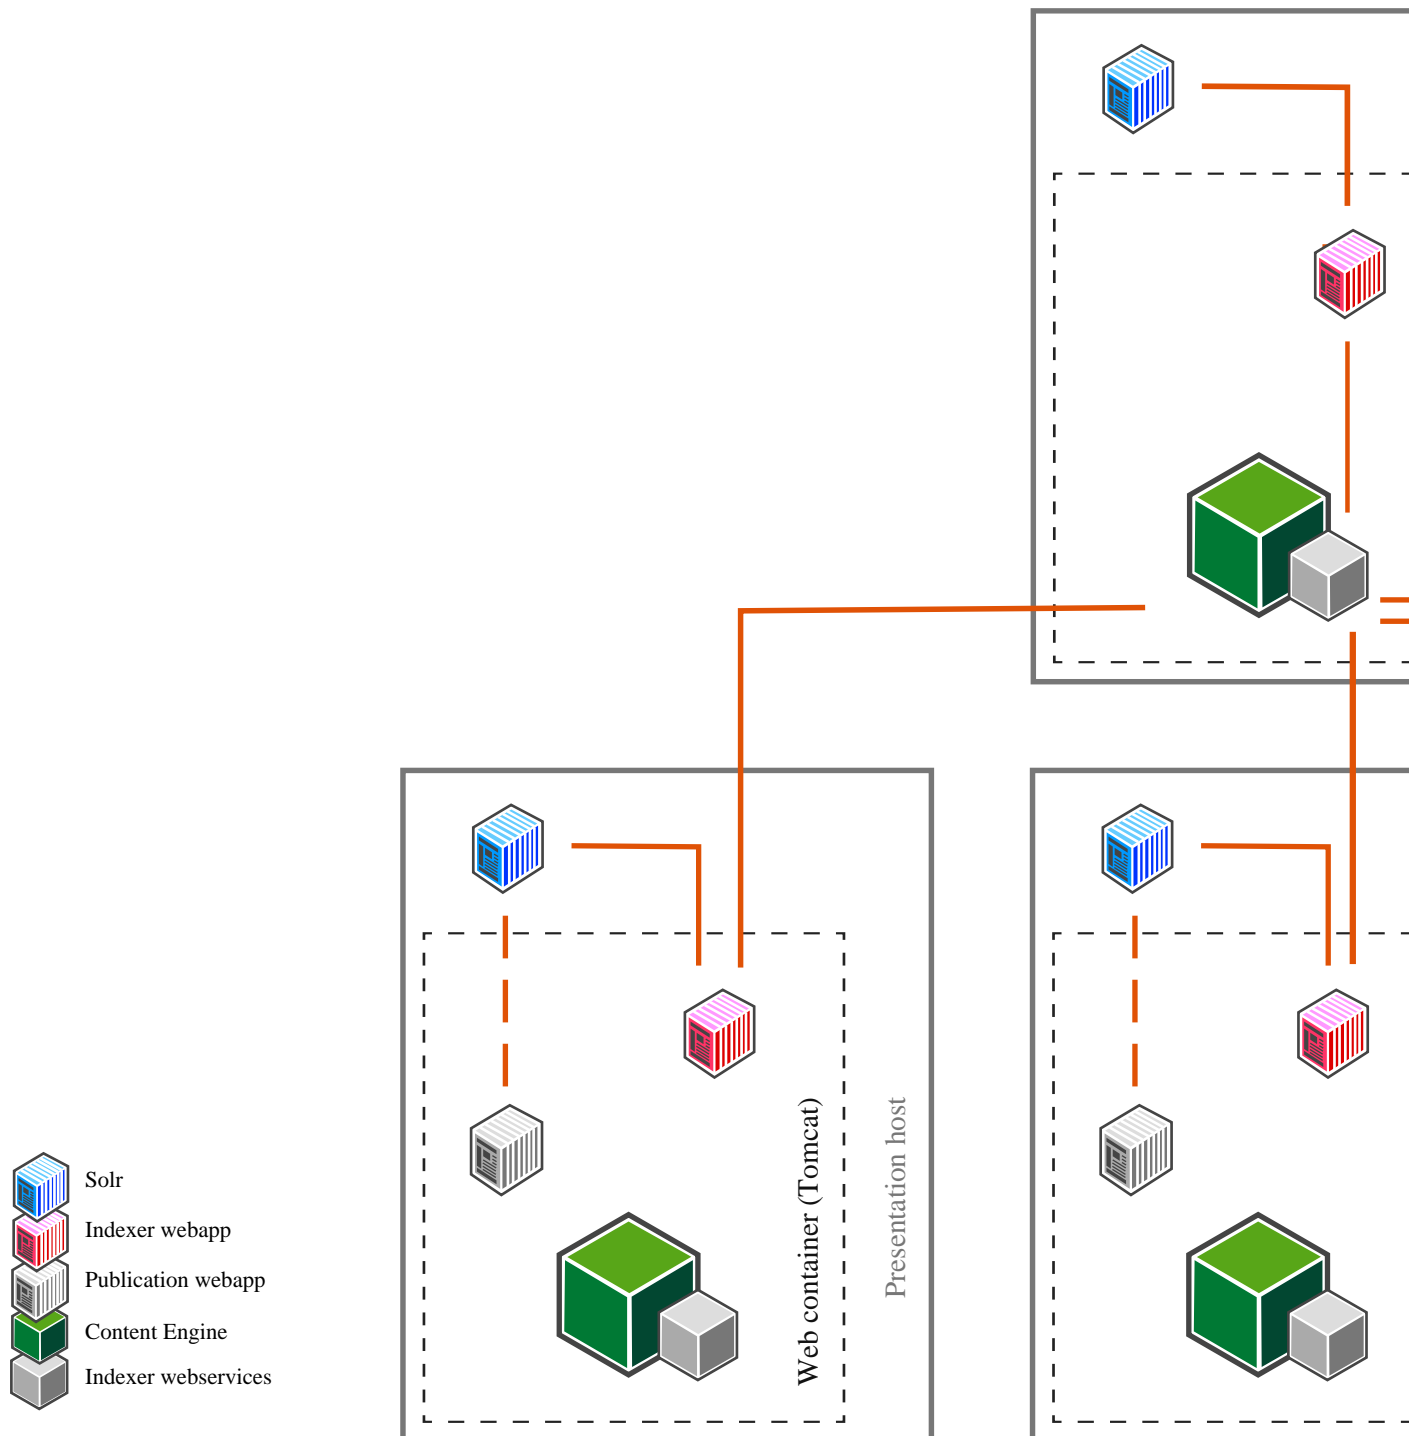 Web container (Tomcat)
Presentation host
Solr
Indexer webapp
Publication webapp
Content Engine
Indexer webservices